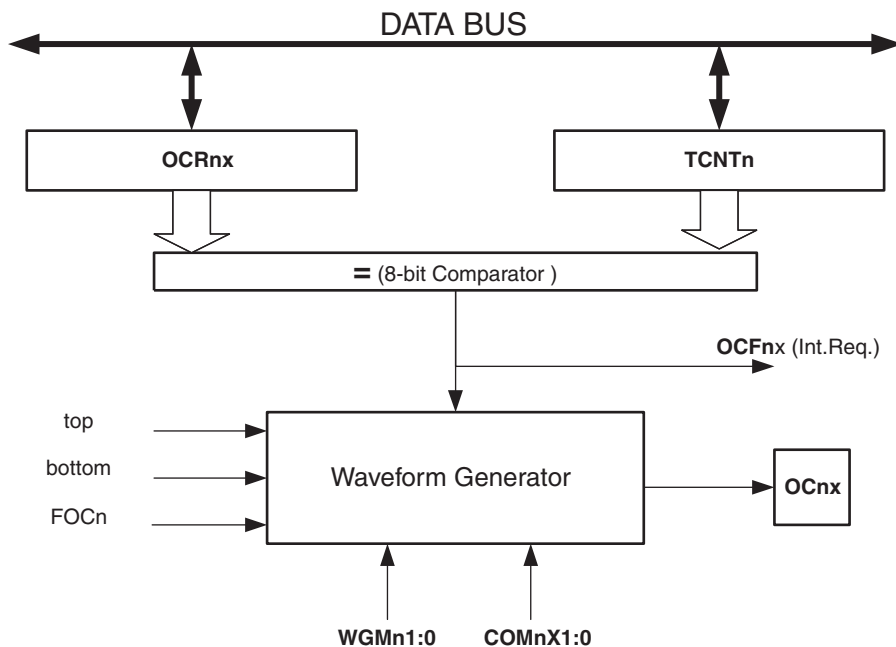 DATA BUS
OCRnx
TCNTn
= (8-bit Comparator )
OCFnx (Int.Req.)
top
bottom
FOCn
Waveform Generator
OCnx
WGMn1:0
COMnX1:0